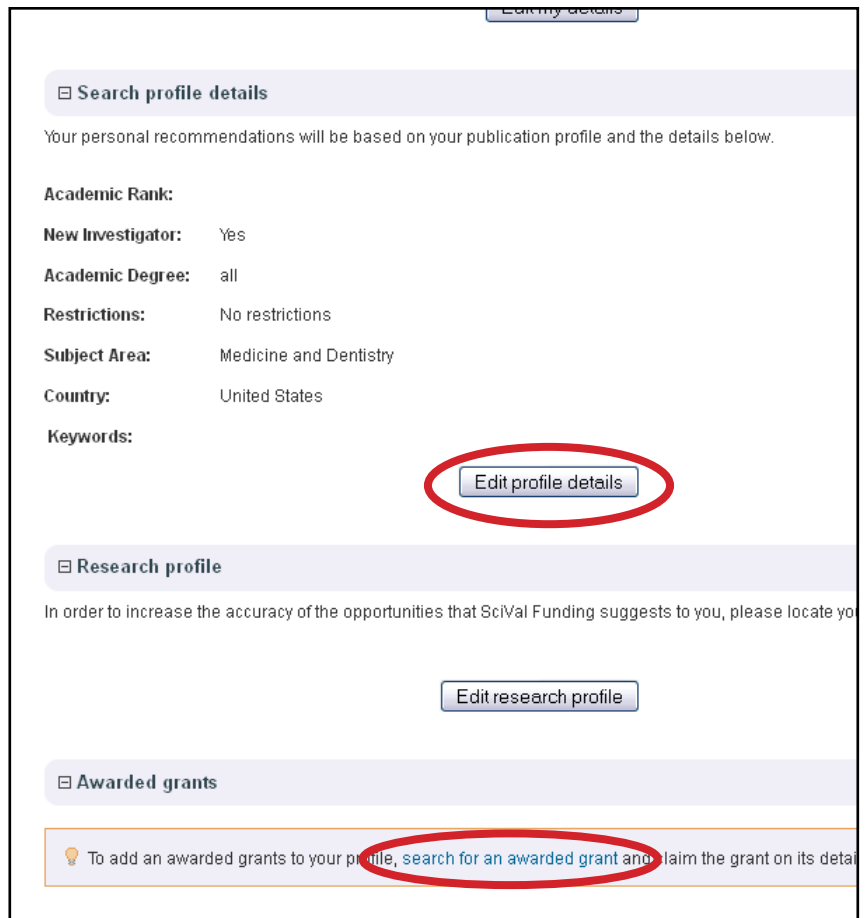 Edit my details
Search profile details
Your personal recommendations will be based on your publication profile and the details below.
Academic Rank:
New Investigator: Yes
Academic Degree: all
Restrictions: No restrictions
Subject Area: Medicine and Dentistry
Country: United States
Keywords:
Edit profile details
Research profile
In order to increase the accuracy of the opportunities that SciVal Funding suggests to you, please locate
Edit research profile
Awarded grants
To add an awarded grants to your profile, search for an awarded grant and claim the grant on its